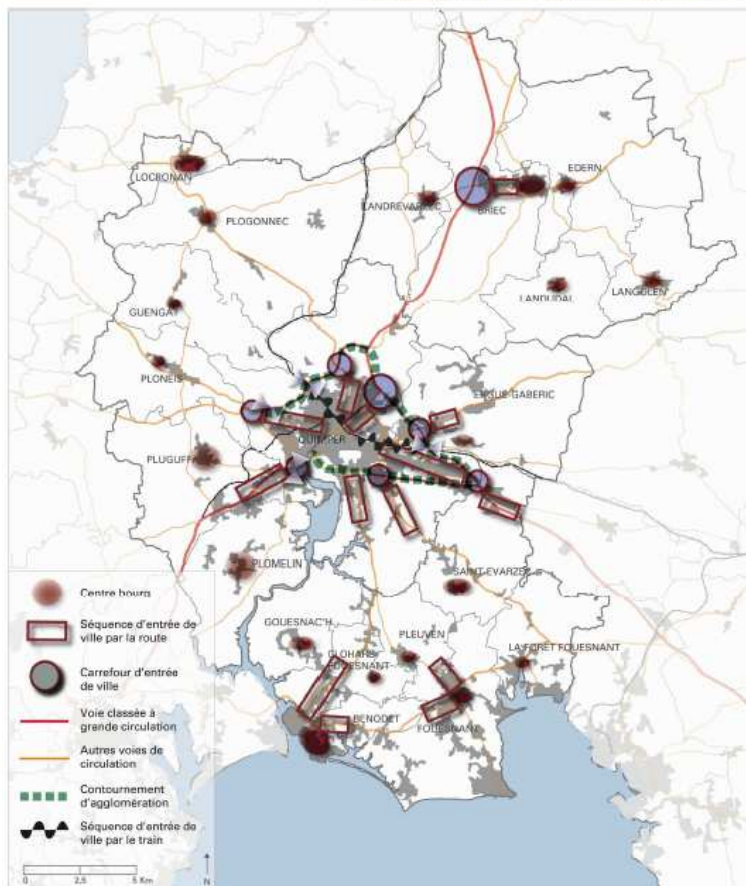 LOCRONAN
EDERN
LANDREVARZEC
BRIEC
PLOGONNEC
LANDUDAL
LANGOLEN
GUENGAT
PLONEIS
ERGUE-GABERIC
QUIMPER
PLUGUFFAN
PLOMELIN
SAINT-EVARZEC
GOUESNAC'H
PLEUVEN
CLOHARS
FOUESNANT
LA FORÊT FOUESNANT
BENODET
FOUESNANT
Centre bourg
Séquence d'entrée de
ville par la route
Carrefour d'entrée
de ville
Voie classée à
grande circulation
Autres voies de
circulation
Contournement
d'agglomération
Séquence d'entrée de
ville par le train
0 2,5 5 Km
N